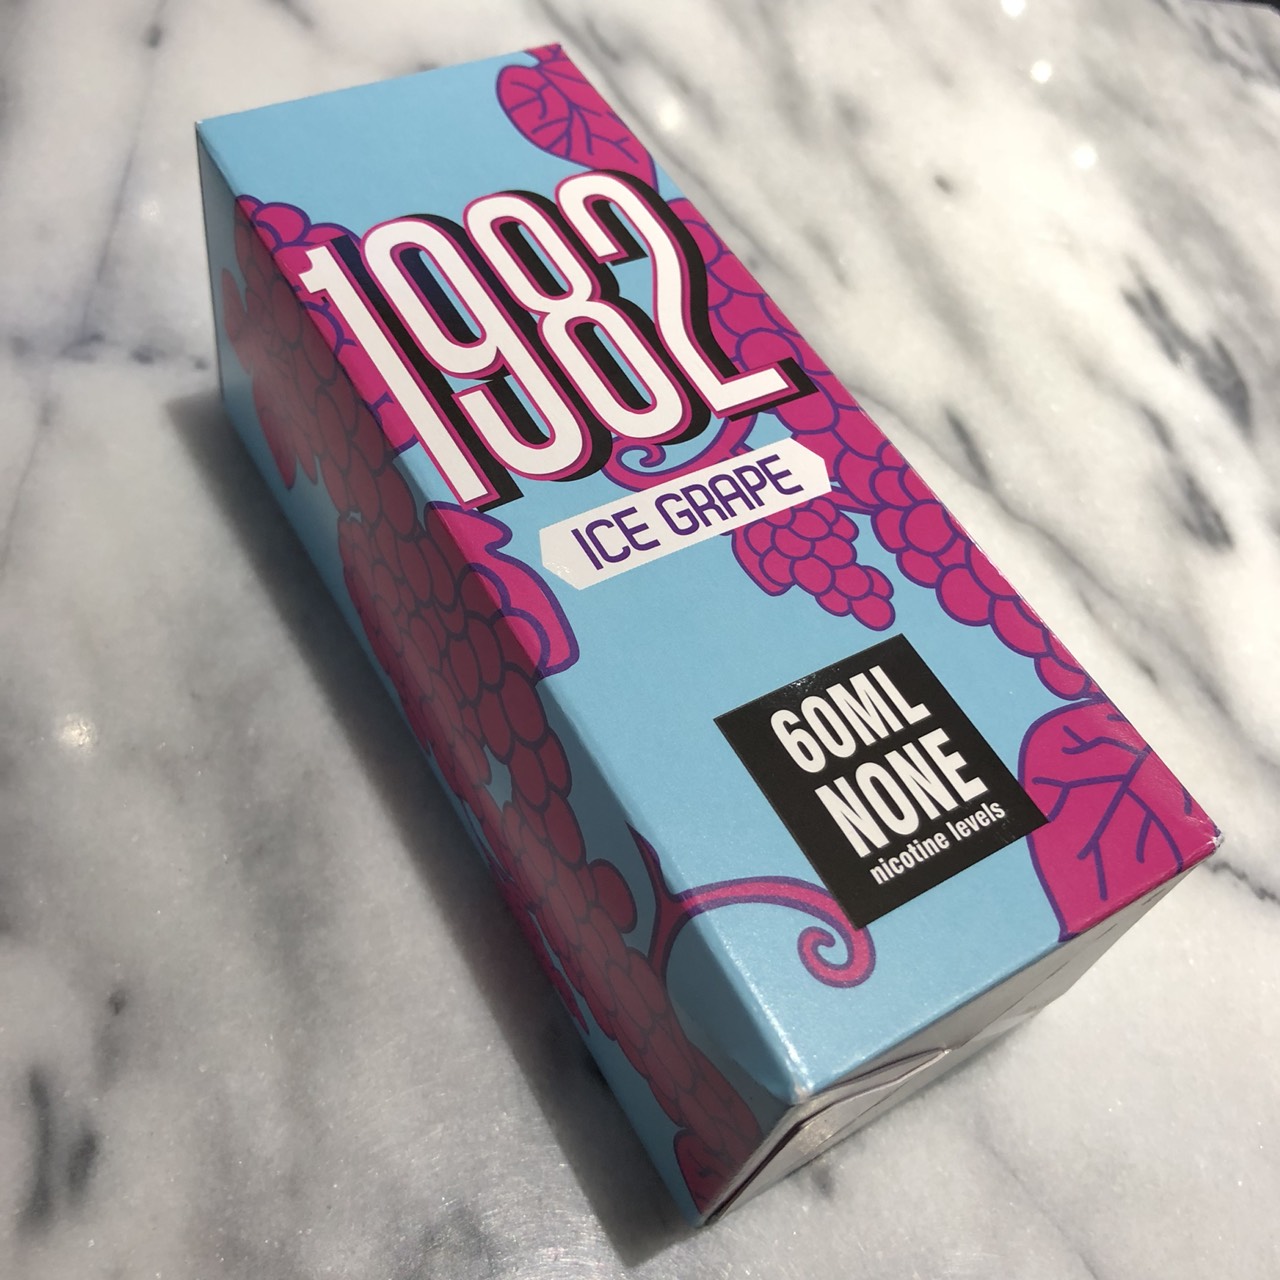 1982
ICE GRAPE
60ML
NONE
nicotine levels